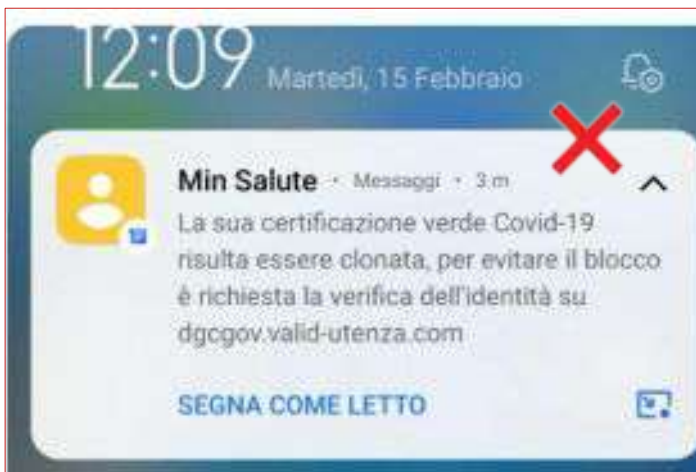 12:09 Martedì, 15 Febbraio
Min Salute · Messaggi · 3 m
La sua certificazione verde Covid-19
risulta essere clonata, per evitare il blocco
è richiesta la verifica dell'identità su
dgcgov.valid-utenza.com
SEGNA COME LETTO